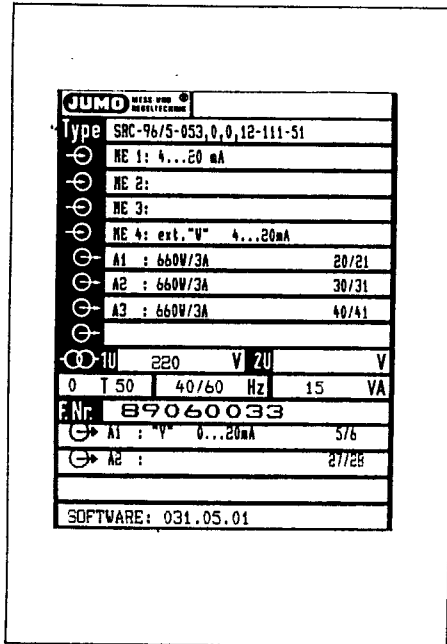 JUMO MESS UND REGELTECHNIK ®
Type SRC-96/5-053,0,0,12-111-51
ME 1: 4...20 mA
ME 2:
ME 3:
ME 4: ext."V" 4...20mA
A1 : 660W/3A 20/21
A2 : 660W/3A 30/31
A3 : 660W/3A 40/41
1U 220 V 2U V
0 T 50 40/60 Hz 15 VA
F.Nr. 89060033
A1 : "Y" 0...20mA 5/6
A2 : 27/28
SOFTWARE: 031.05.01